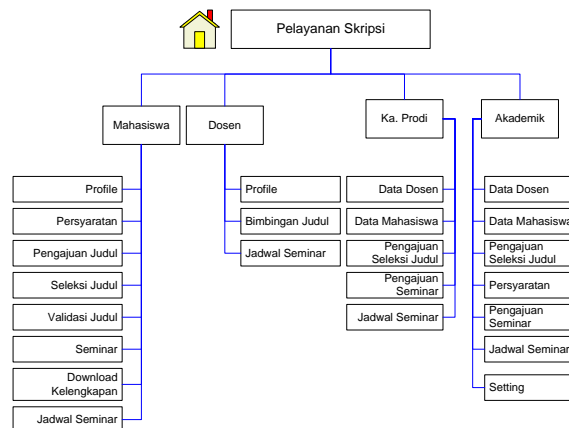 Pelayanan Skripsi
Mahasiswa
Dosen
Ka. Prodi
Akademik
Profile
Persyaratan
Pengajuan Judul
Seleksi Judul
Validasi Judul
Seminar
Download
Kelengkapan
Jadwal Seminar
Profile
Bimbingan Judul
Jadwal Seminar
Data Dosen
Data Mahasiswa
Pengajuan
Seleksi Judul
Pengajuan
Seminar
Jadwal Seminar
Data Dosen
Data Mahasiswa
Pengajuan
Seleksi Judul
Persyaratan
Pengajuan
Seminar
Jadwal Seminar
Setting